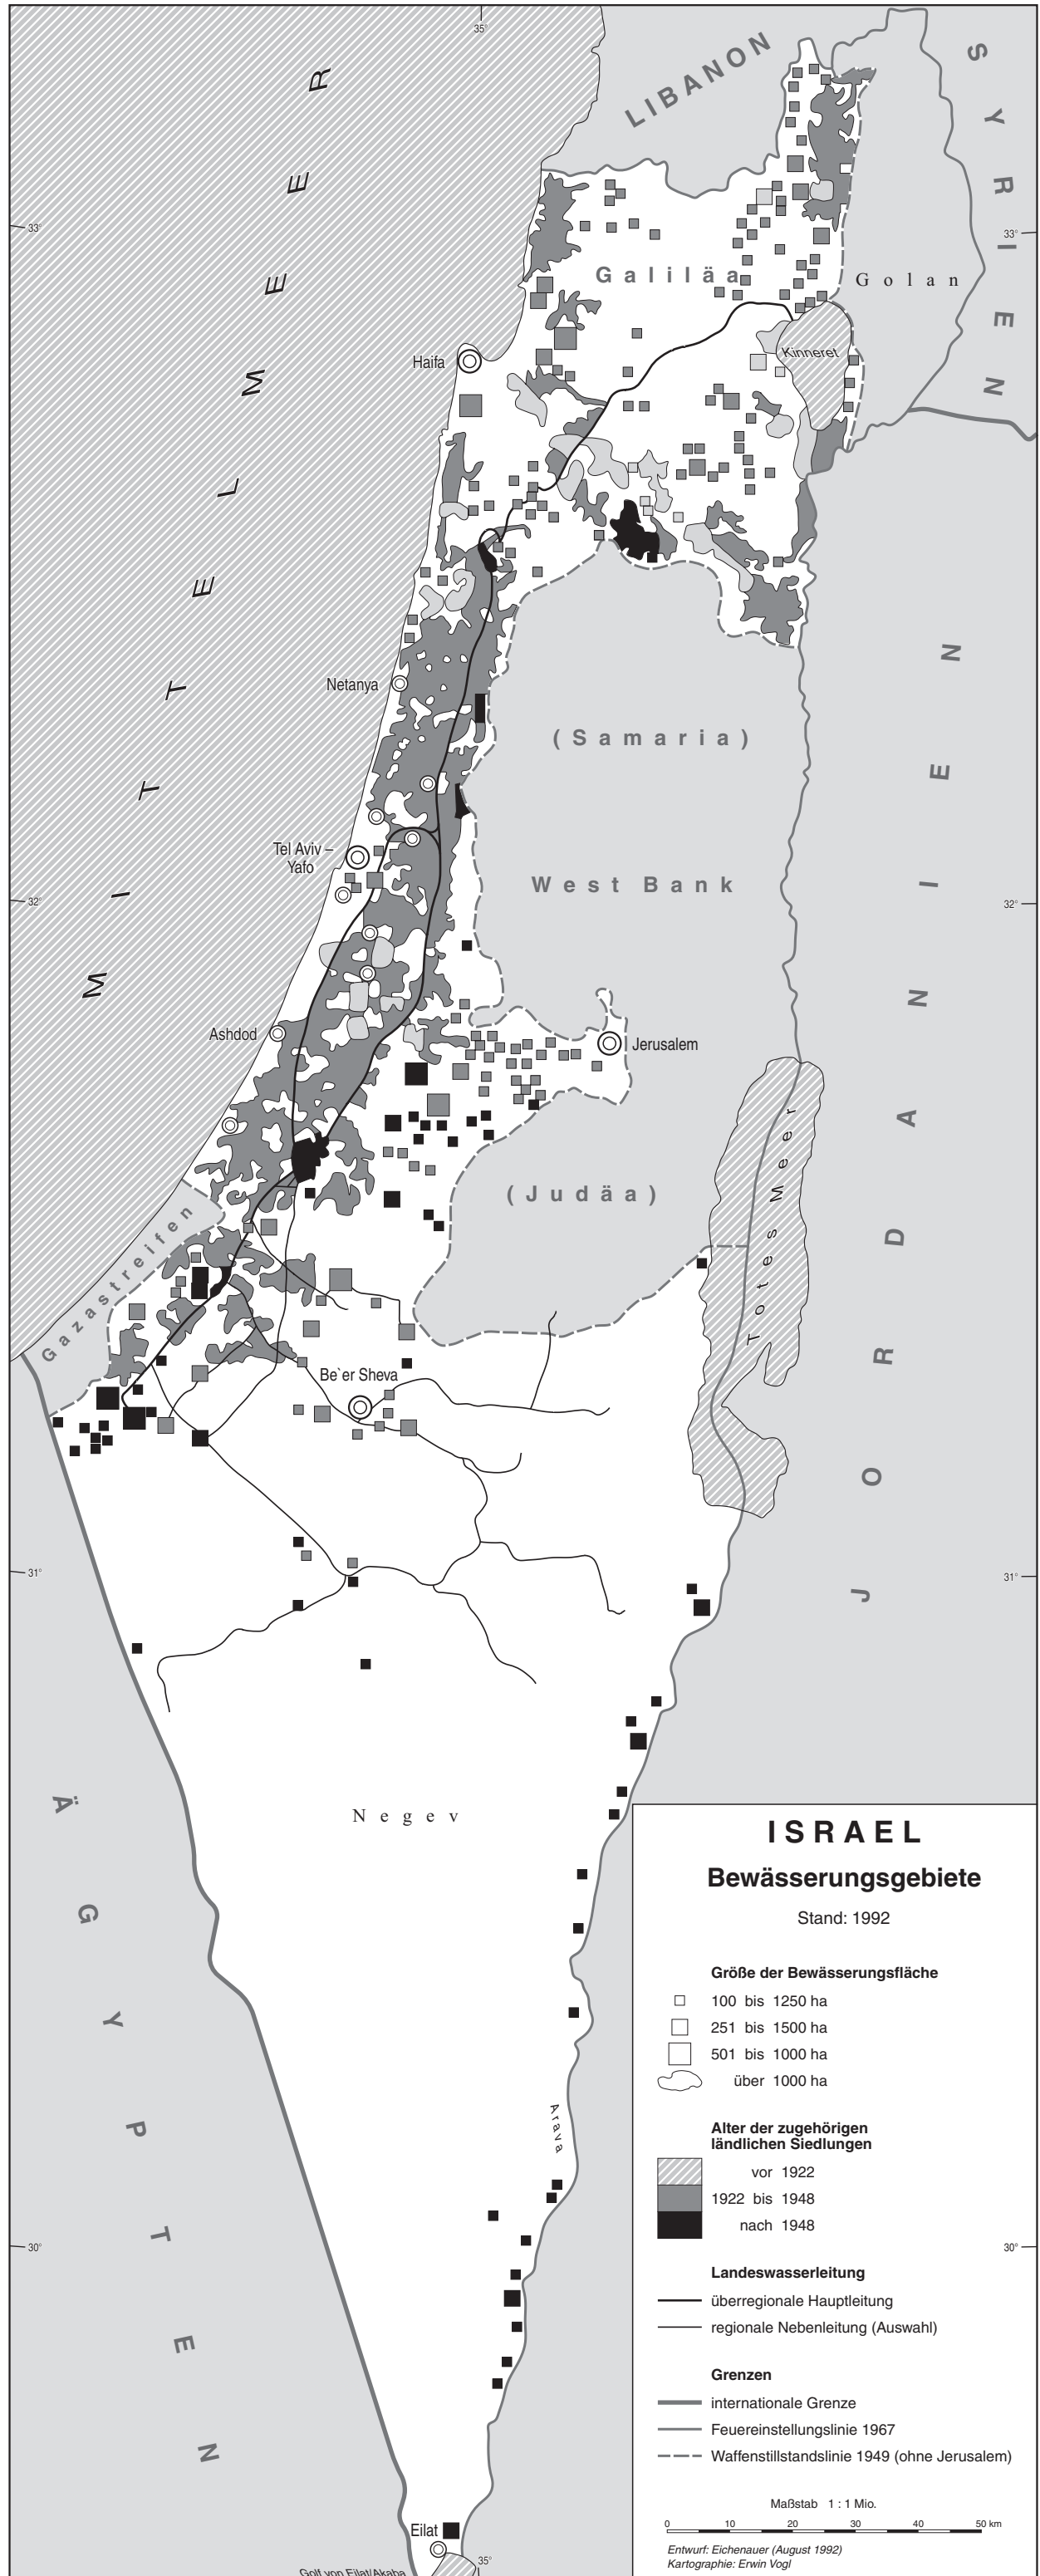 35°
LIBANON
SYRIEN
MITTELMEER
33°
33°
Galiläa
Golan
Haifa
Kinneret
Netanya
(Samaria)
Tel Aviv –
Yafo
West Bank
32°
32°
Ashdod
Jerusalem
JORDANIEN
Totes Meer
(Judäa)
Gazastreifen
Be`er Sheva
31°
31°
ÄGYPTEN
Negev
Arava
30°
30°
Eilat
35°
Golf von Eilat/Akaba
ISRAEL
Bewässerungsgebiete
Stand: 1992
Größe der Bewässerungsfläche
100 bis 1250 ha
251 bis 1500 ha
501 bis 1000 ha
über 1000 ha
Alter der zugehörigen
ländlichen Siedlungen
vor 1922
1922 bis 1948
nach 1948
Landeswasserleitung
überregionale Hauptleitung
regionale Nebenleitung (Auswahl)
Grenzen
internationale Grenze
Feuereinstellungslinie 1967
Waffenstillstandslinie 1949 (ohne Jerusalem)
Maßstab 1 : 1 Mio.
0 10 20 30 40 50 km
Entwurf: Eichenauer (August 1992)
Kartographie: Erwin Vogl